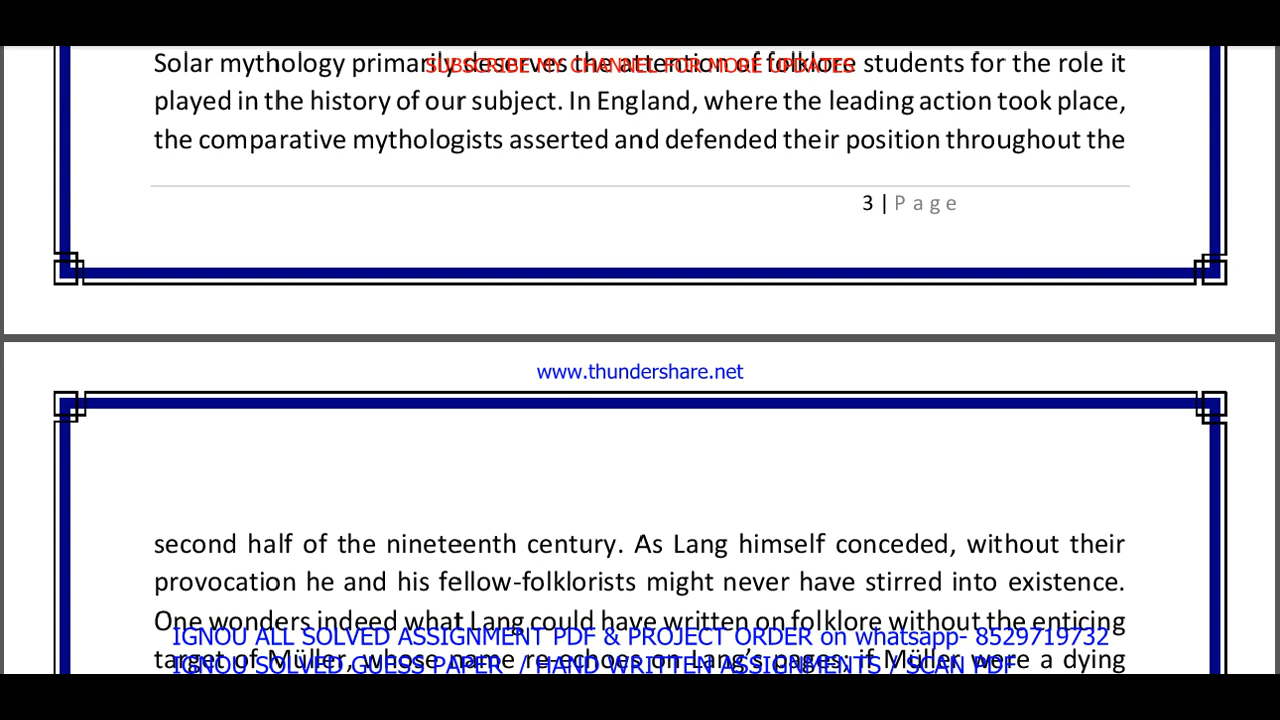 Solar mythology primarily deserves the attention of folklore students for the role it
SUBSCRIBE MY CHANNEL FOR MORE UPDATES
played in the history of our subject. In England, where the leading action took place,
the comparative mythologists asserted and defended their position throughout the
3 | Page
www.thundershare.net
second half of the nineteenth century. As Lang himself conceded, without their
provocation he and his fellow-folklorists might never have stirred into existence.
One wonders indeed what Lang could have written on folklore without the enticing
IGNOU ALL SOLVED ASSIGNMENT PDF & PROJECT ORDER on whatsapp- 8529719732
target of Müller, whose name re-echoes on Lang's pages; if Müller were a dying
IGNOU SOLVED GUESS PAPER / HAND WRITTEN ASSIGNMENTS / SCAN PDF